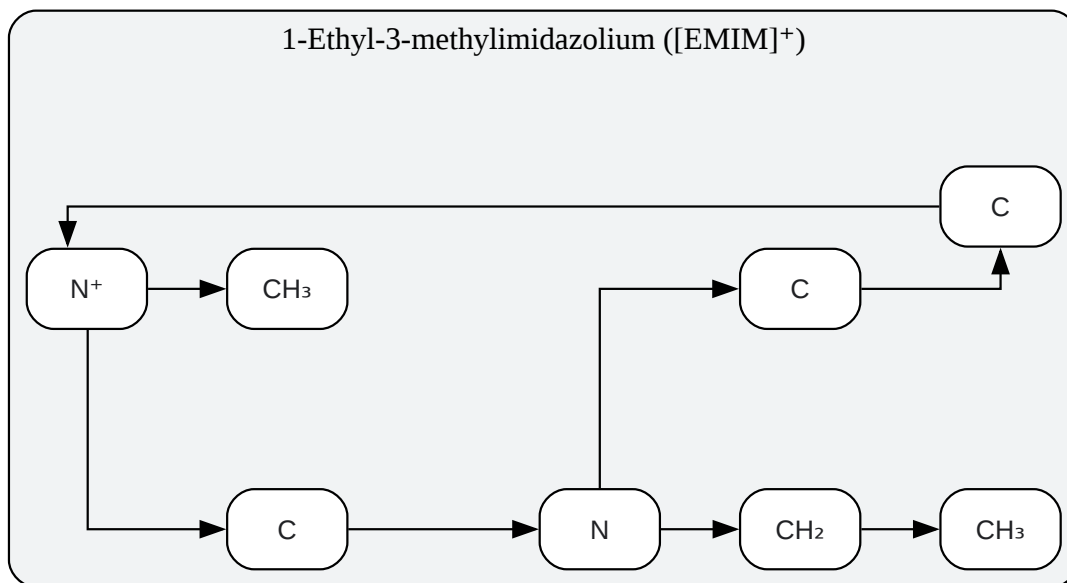 1-Ethyl-3-methylimidazolium ([EMIM]⁺)
C
N⁺
CH₃
C
C
N
CH₂
CH₃